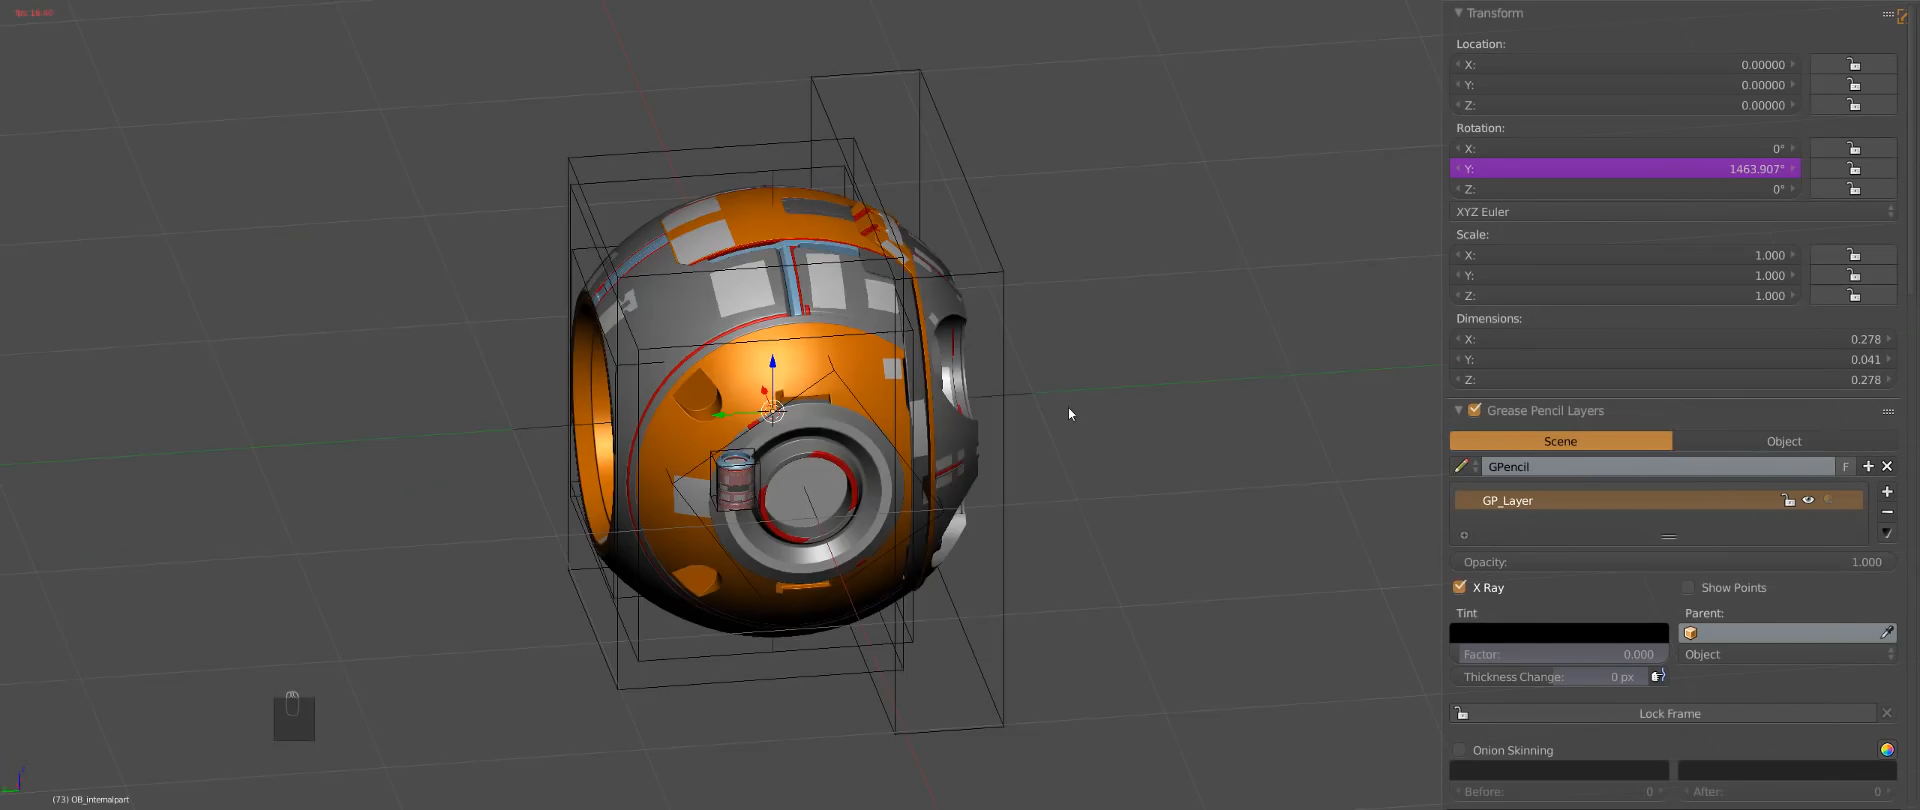 fps: 18.60
Transform
Location:
X: 0.00000
Y: 0.00000
Z: 0.00000
Rotation:
X: 0°
Y: 1463.907°
Z: 0°
XYZ Euler
Scale:
X: 1.000
Y: 1.000
Z: 1.000
Dimensions:
X: 0.278
Y: 0.041
Z: 0.278
Grease Pencil Layers
Scene Object
GPencil F
GP_Layer
Opacity: 1.000
X Ray Show Points
Tint Parent:
Factor: 0.000 Object
Thickness Change: 0 px
Lock Frame
Onion Skinning
Before: 0 After: 0
(73) OB_internalpart